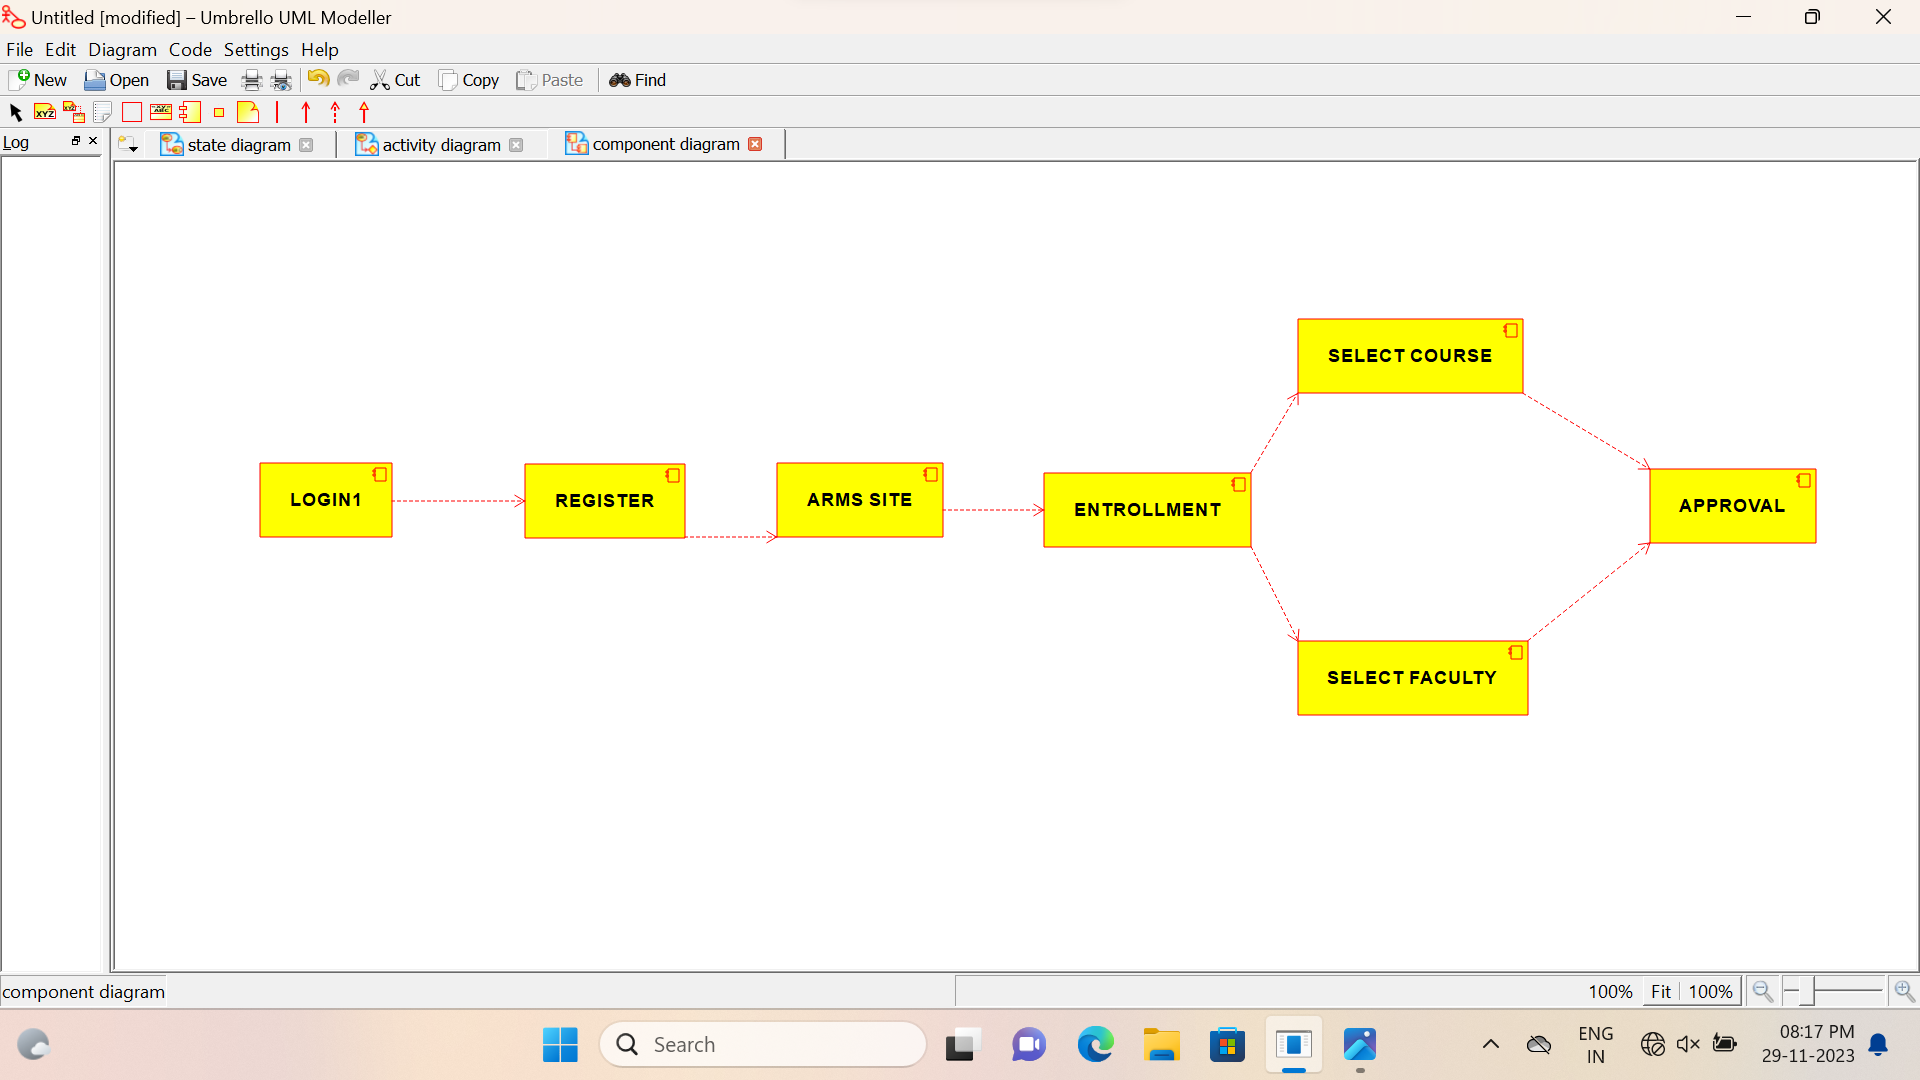 Untitled [modified] – Umbrello UML Modeller
File Edit Diagram Code Settings Help
New Open Save Cut Copy Paste Find
Log
state diagram activity diagram component diagram
SELECT COURSE
LOGIN1 REGISTER ARMS SITE ENTROLLMENT APPROVAL
SELECT FACULTY
component diagram 100% Fit 100%
Search
ENG
IN
08:17 PM
29-11-2023